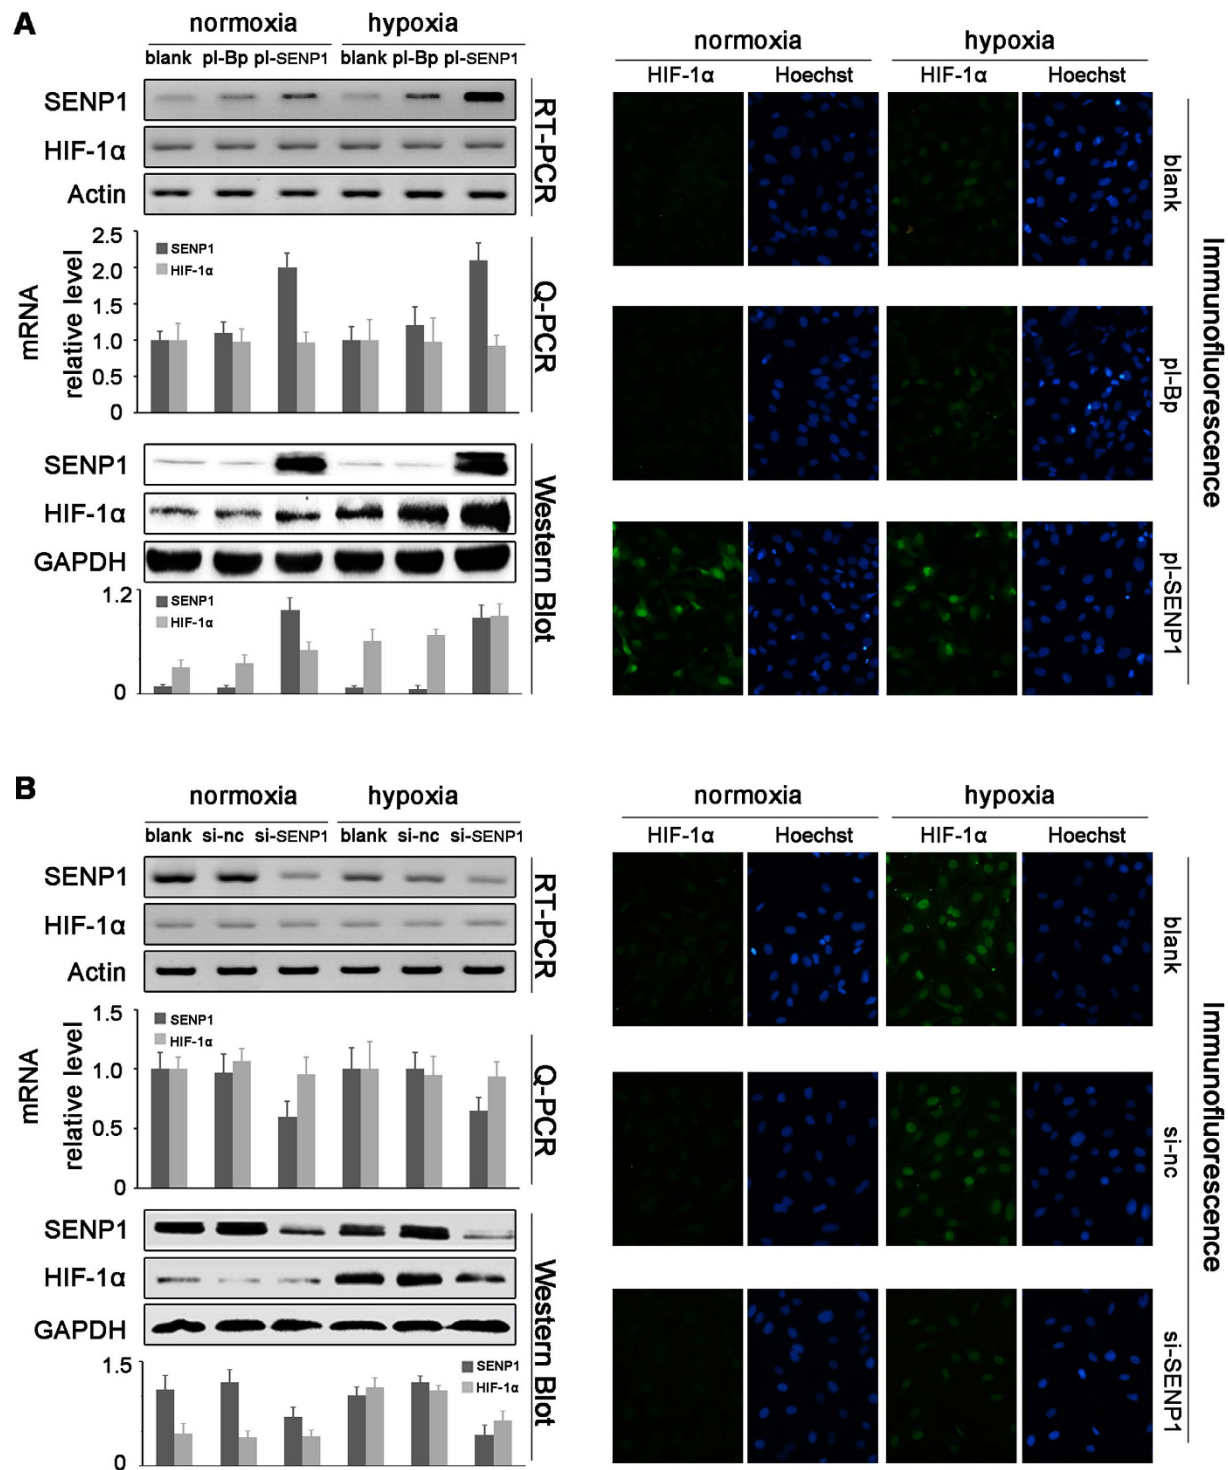 A
normoxia hypoxia
blank pl-Bp pl-SENP1 blank pl-Bp pl-SENP1
SENP1
HIF-1α
Actin
RT-PCR
2.5
2.0
1.5
1.0
0.5
0
mRNA
relative level
SENP1
HIF-1α
Q-PCR
SENP1
HIF-1α
GAPDH
Western Blot
1.2
0
SENP1
HIF-1α
normoxia hypoxia
HIF-1α Hoechst HIF-1α Hoechst
blank
pl-Bp
pl-SENP1
Immunofluorescence
B
normoxia hypoxia
blank si-nc si-SENP1 blank si-nc si-SENP1
SENP1
HIF-1α
Actin
RT-PCR
1.5
1.0
0.5
0
mRNA
relative level
SENP1
HIF-1α
Q-PCR
SENP1
HIF-1α
GAPDH
Western Blot
1.5
0
SENP1
HIF-1α
normoxia hypoxia
HIF-1α Hoechst HIF-1α Hoechst
blank
si-nc
si-SENP1
Immunofluorescence